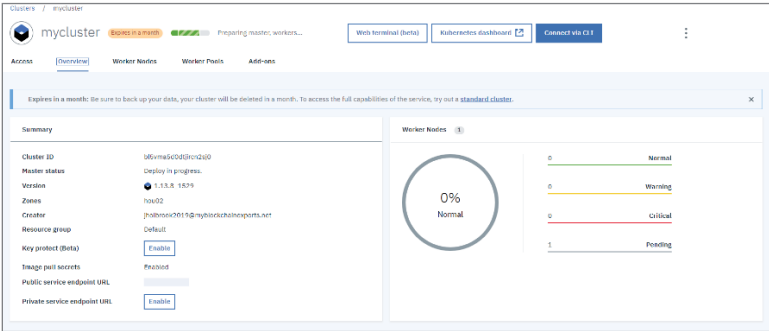 Clusters / mycluster
mycluster Expires in a month Preparing master, workers... Web terminal (beta) Kubernetes dashboard Connect via CLI
Access Overview Worker Nodes Worker Pools Add-ons
Expires in a month: Be sure to back up your data, your cluster will be deleted in a month. To access the full capabilities of the service, try out a standard cluster.
Summary
Cluster ID
Master status Deploy in progress.
Version 1.13.8_1529
Zones hou02
Creator jholbrook2019@myblockchainexperts.net
Resource group Default
Key protect (Beta) Enable
Image pull secrets Enabled
Public service endpoint URL
Private service endpoint URL Enable
Worker Nodes 1
0% Normal
0 Normal
0 Warning
0 Critical
1 Pending